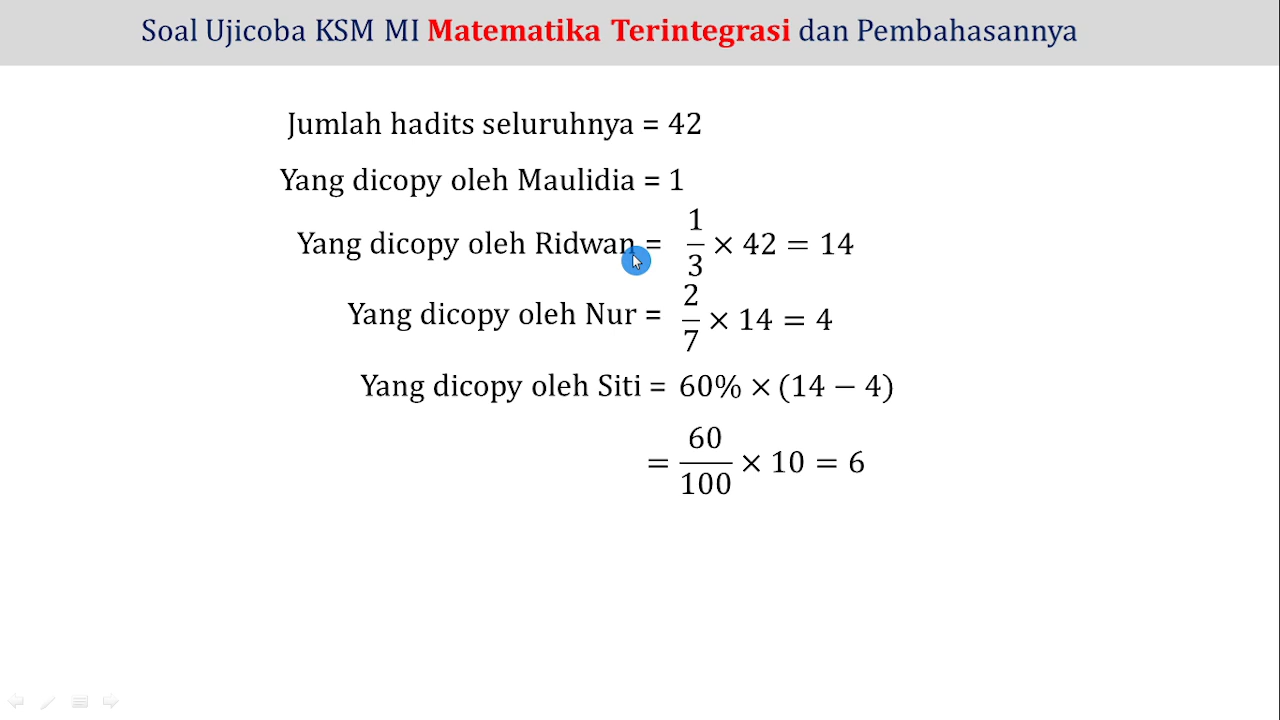 Soal Ujicoba KSM MI Matematika Terintegrasi dan Pembahasannya
Jumlah hadits seluruhnya = 42
Yang dicopy oleh Maulidia = 1
Yang dicopy oleh Ridwan = 1/3 × 42 = 14
Yang dicopy oleh Nur = 2/7 × 14 = 4
Yang dicopy oleh Siti = 60% × (14 − 4)
= 60/100 × 10 = 6